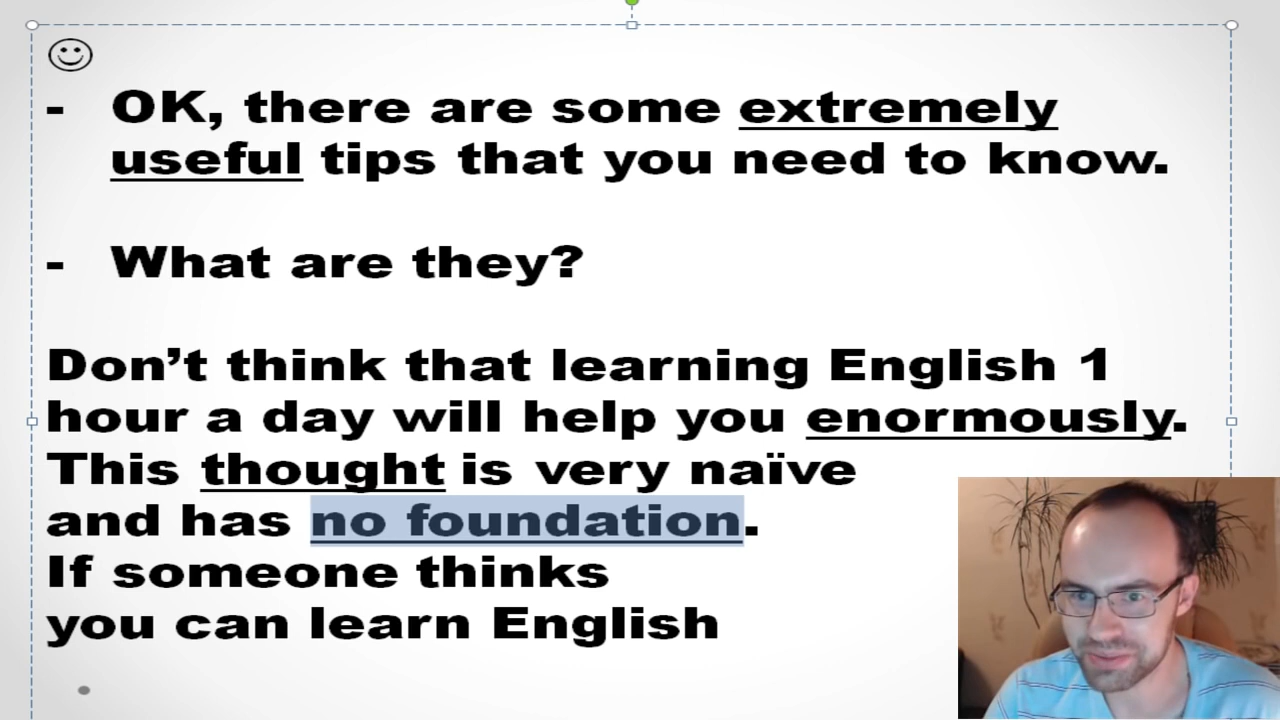 - OK, there are some extremely
useful tips that you need to know.
- What are they?
Don’t think that learning English 1
hour a day will help you enormously.
This thought is very naïve
and has no foundation.
If someone thinks
you can learn English